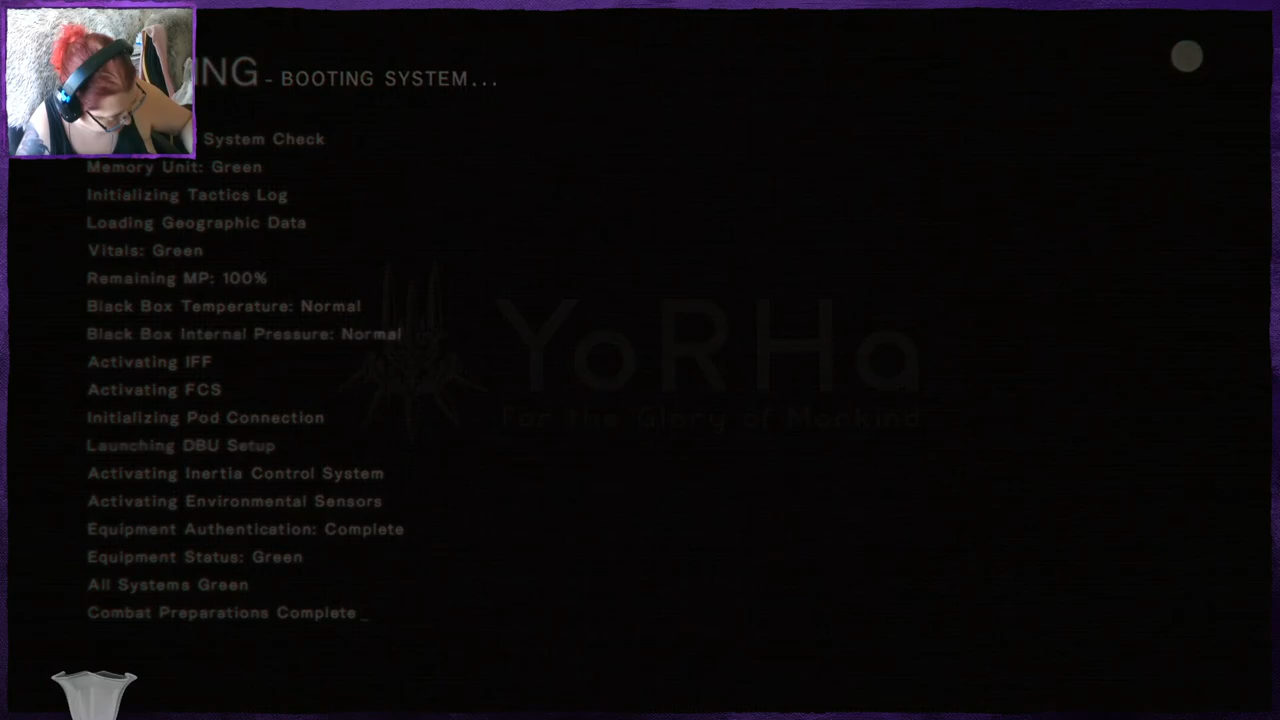 ING - BOOTING SYSTEM...
System Check
Memory Unit: Green
Initializing Tactics Log
Loading Geographic Data
Vitals: Green
Remaining MP: 100%
Black Box Temperature: Normal
Black Box Internal Pressure: Normal
Activating IFF
Activating FCS
Initializing Pod Connection
Launching DBU Setup
Activating Inertia Control System
Activating Environmental Sensors
Equipment Authentication: Complete
Equipment Status: Green
All Systems Green
Combat Preparations Complete _
YoRHa
For the Glory of Mankind